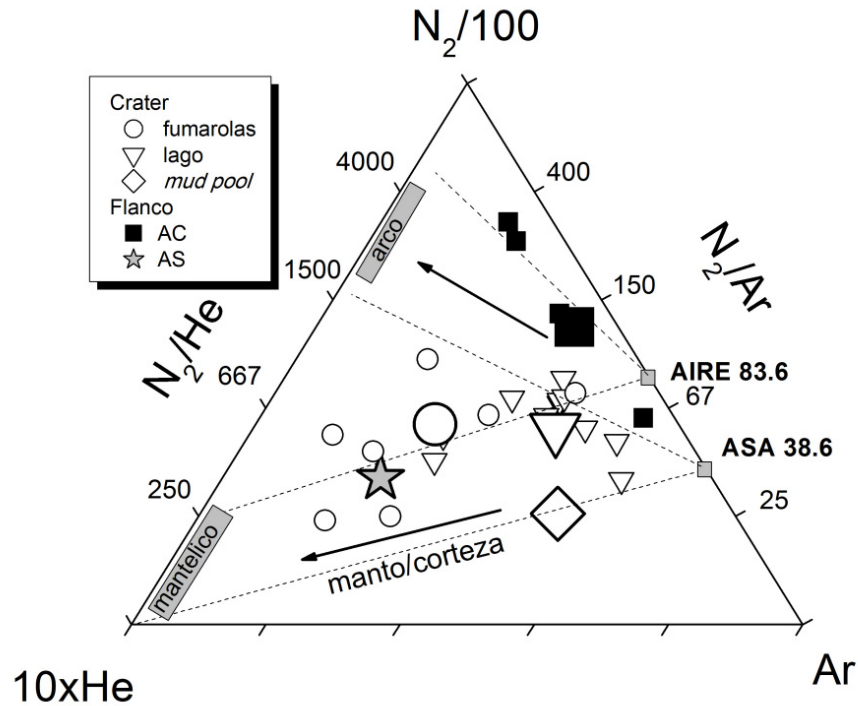 N₂/100
Crater
fumarolas
lago
mud pool
Flanco
AC
AS
4000
400
arco
N₂/Ar
1500
150
N₂/He
AIRE 83.6
667
67
ASA 38.6
250
25
mantelico
manto/corteza
10xHe
Ar